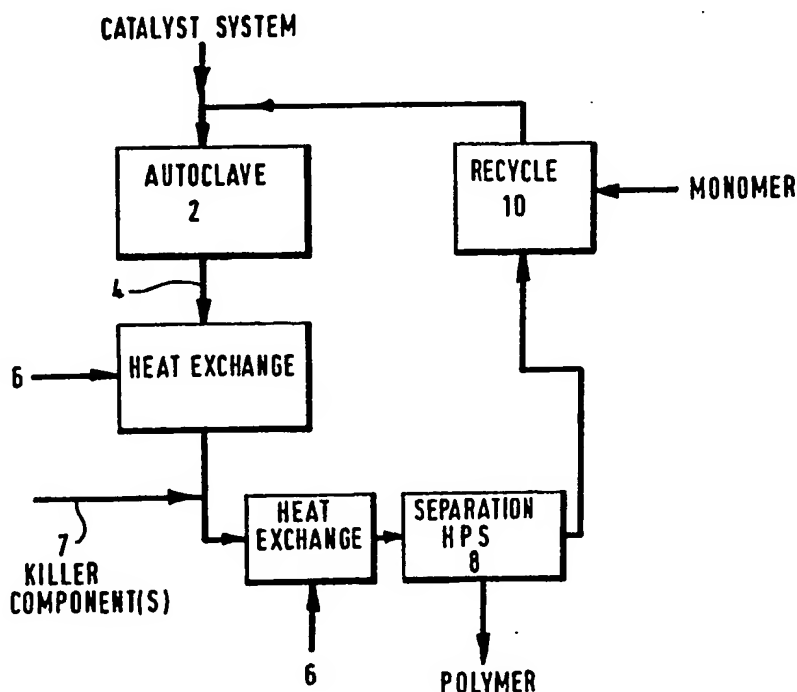 CATALYST SYSTEM
AUTOCLAVE
2
RECYCLE
10
MONOMER
4
6
HEAT EXCHANGE
7
KILLER
COMPONENT(S)
HEAT
EXCHANGE
SEPARATION
HPS
8
6
POLYMER